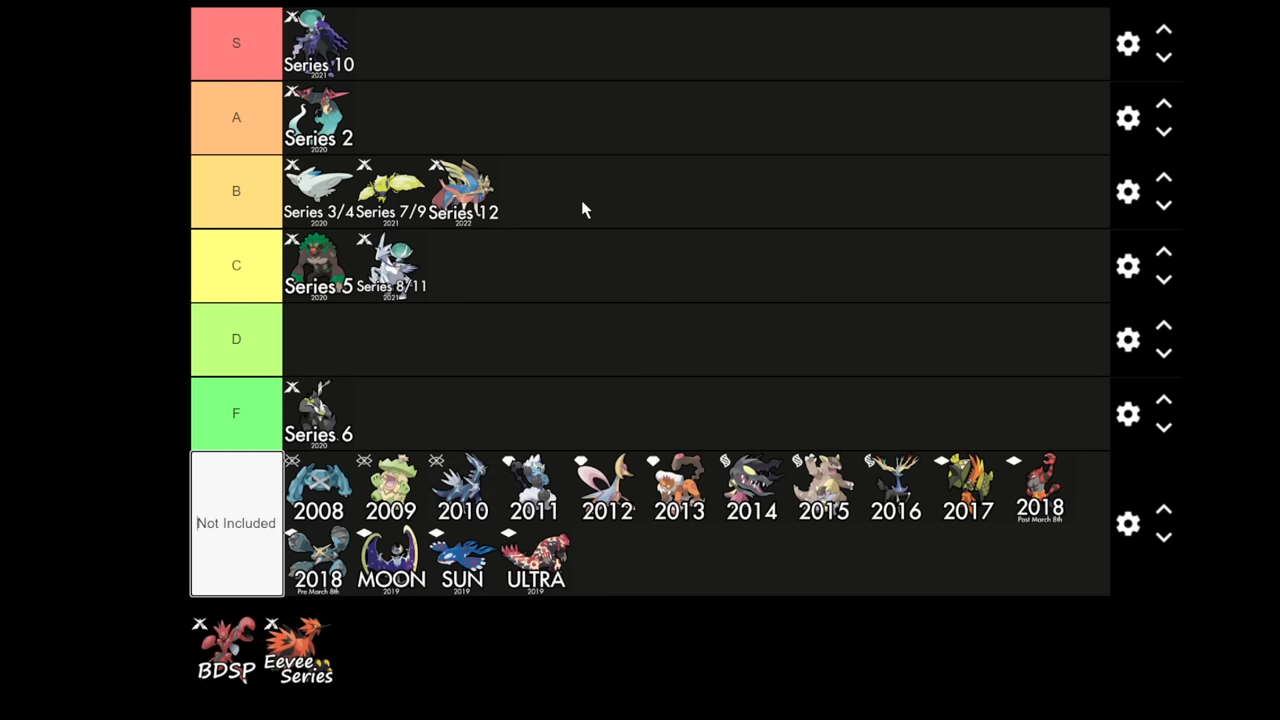 S
Series 10
2021
A
Series 2
2020
B
Series 3/4 Series 7/9 Series 12
2020 2021 2022
C
Series 5 Series 8/11
2020 2021
D
F
Series 6
2020
Not Included
2008 2009 2010 2011 2012 2013 2014 2015 2016 2017 2018
Post March 8th
2018 MOON SUN ULTRA
Pre March 8th 2019 2019 2019
BDSP Eevee
Series